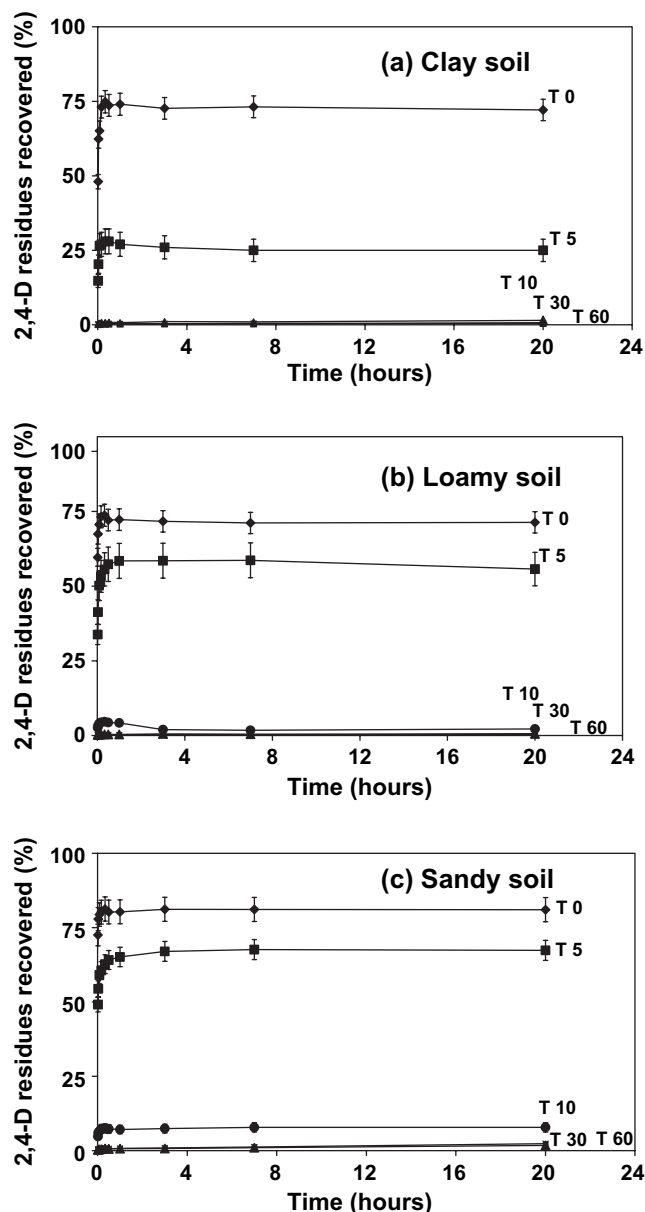 100
(a) Clay soil
T 0
75
2,4-D residues recovered (%)
50
T 5
25
T 10
T 30
T 60
0
0 4 8 12 16 20 24
Time (hours)
100
(b) Loamy soil
75
T 0
T 5
2,4-D residues recovered (%)
50
25
T 10
T 30
T 60
0
0 4 8 12 16 20 24
Time (hours)
100
(c) Sandy soil
T 0
75
T 5
2,4-D residues recovered (%)
50
25
T 10
T 30 T 60
0
0 4 8 12 16 20 24
Time (hours)